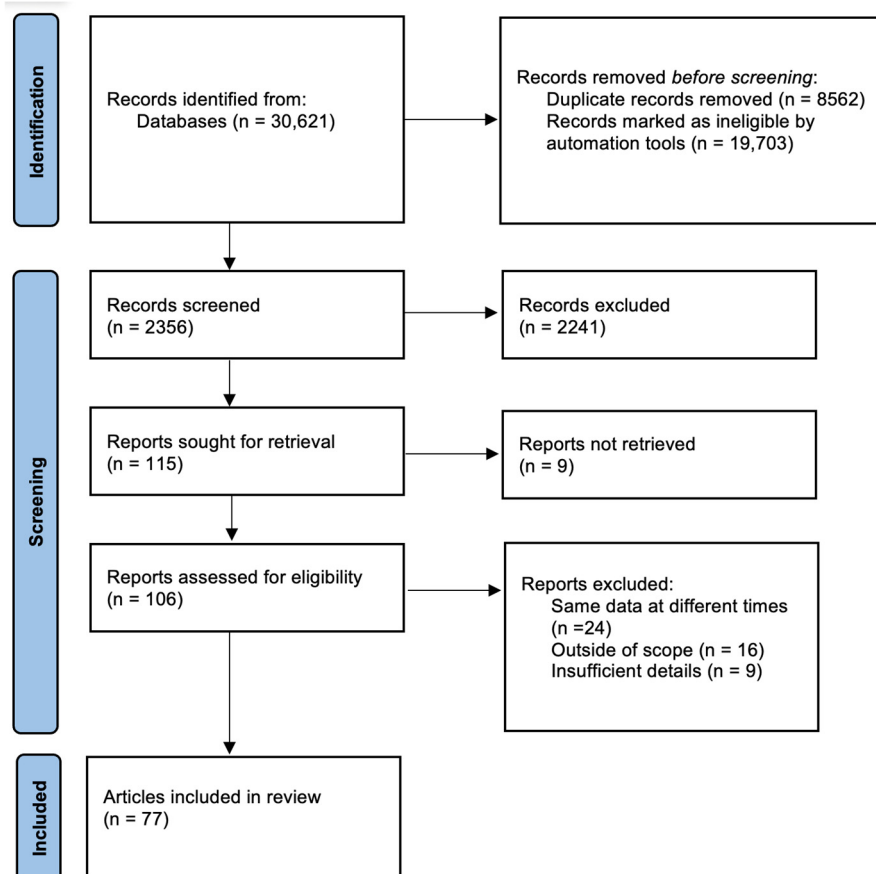 Identification
Records identified from:
Databases (n = 30,621)
Records removed before screening:
Duplicate records removed (n = 8562)
Records marked as ineligible by
automation tools (n = 19,703)
Screening
Records screened
(n = 2356)
Records excluded
(n = 2241)
Reports sought for retrieval
(n = 115)
Reports not retrieved
(n = 9)
Reports assessed for eligibility
(n = 106)
Reports excluded:
Same data at different times
(n =24)
Outside of scope (n = 16)
Insufficient details (n = 9)
Included
Articles included in review
(n = 77)